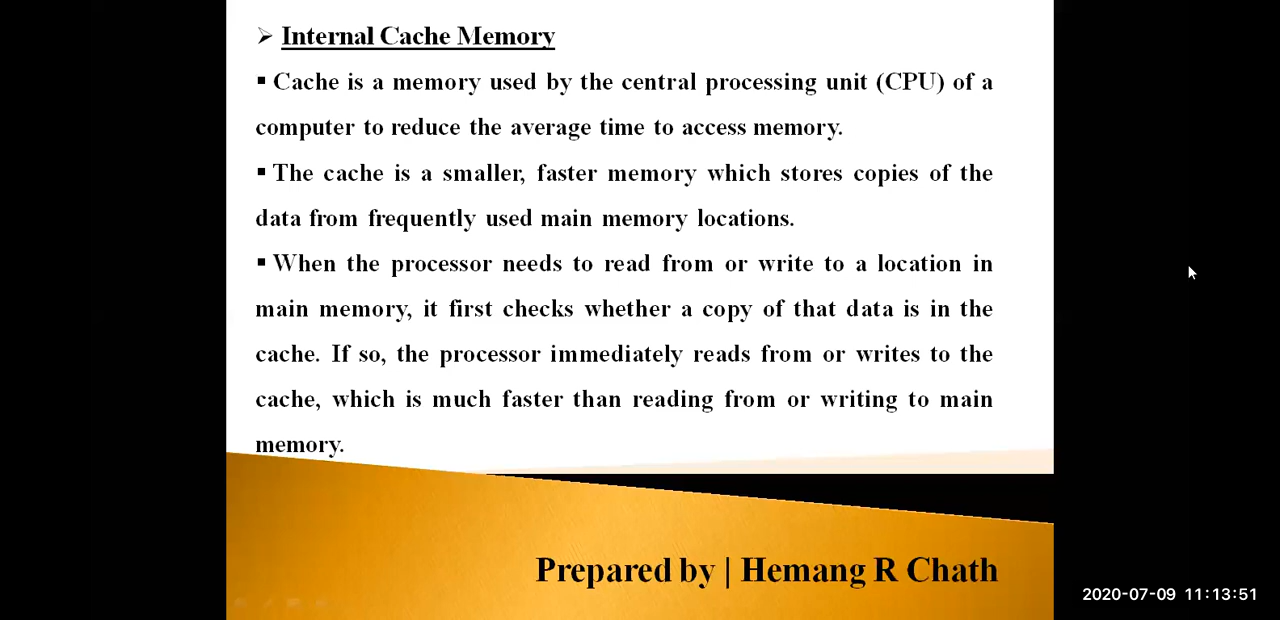 ➢ Internal Cache Memory
▪ Cache is a memory used by the central processing unit (CPU) of a
computer to reduce the average time to access memory.
▪ The cache is a smaller, faster memory which stores copies of the
data from frequently used main memory locations.
▪ When the processor needs to read from or write to a location in
main memory, it first checks whether a copy of that data is in the
cache. If so, the processor immediately reads from or writes to the
cache, which is much faster than reading from or writing to main
memory.
Prepared by | Hemang R Chath
2020-07-09 11:13:51